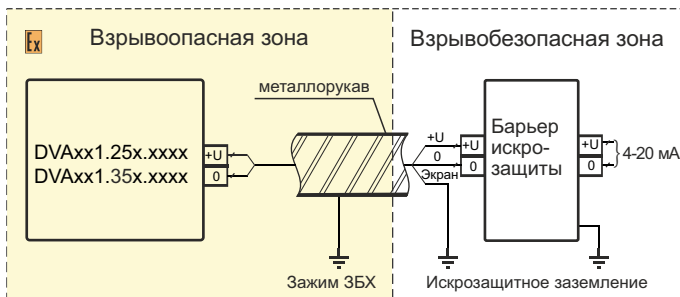 Ex
Взрывоопасная зона
Взрывобезопасная зона
металлорукав
DVAxx1.25x.xxxx
DVAxx1.35x.xxxx
+U
0
+U
0
Экран
+U
0
Барьер
искро-
защиты
+U
0
4-20 мА
Зажим ЗБХ
Искрозащитное заземление